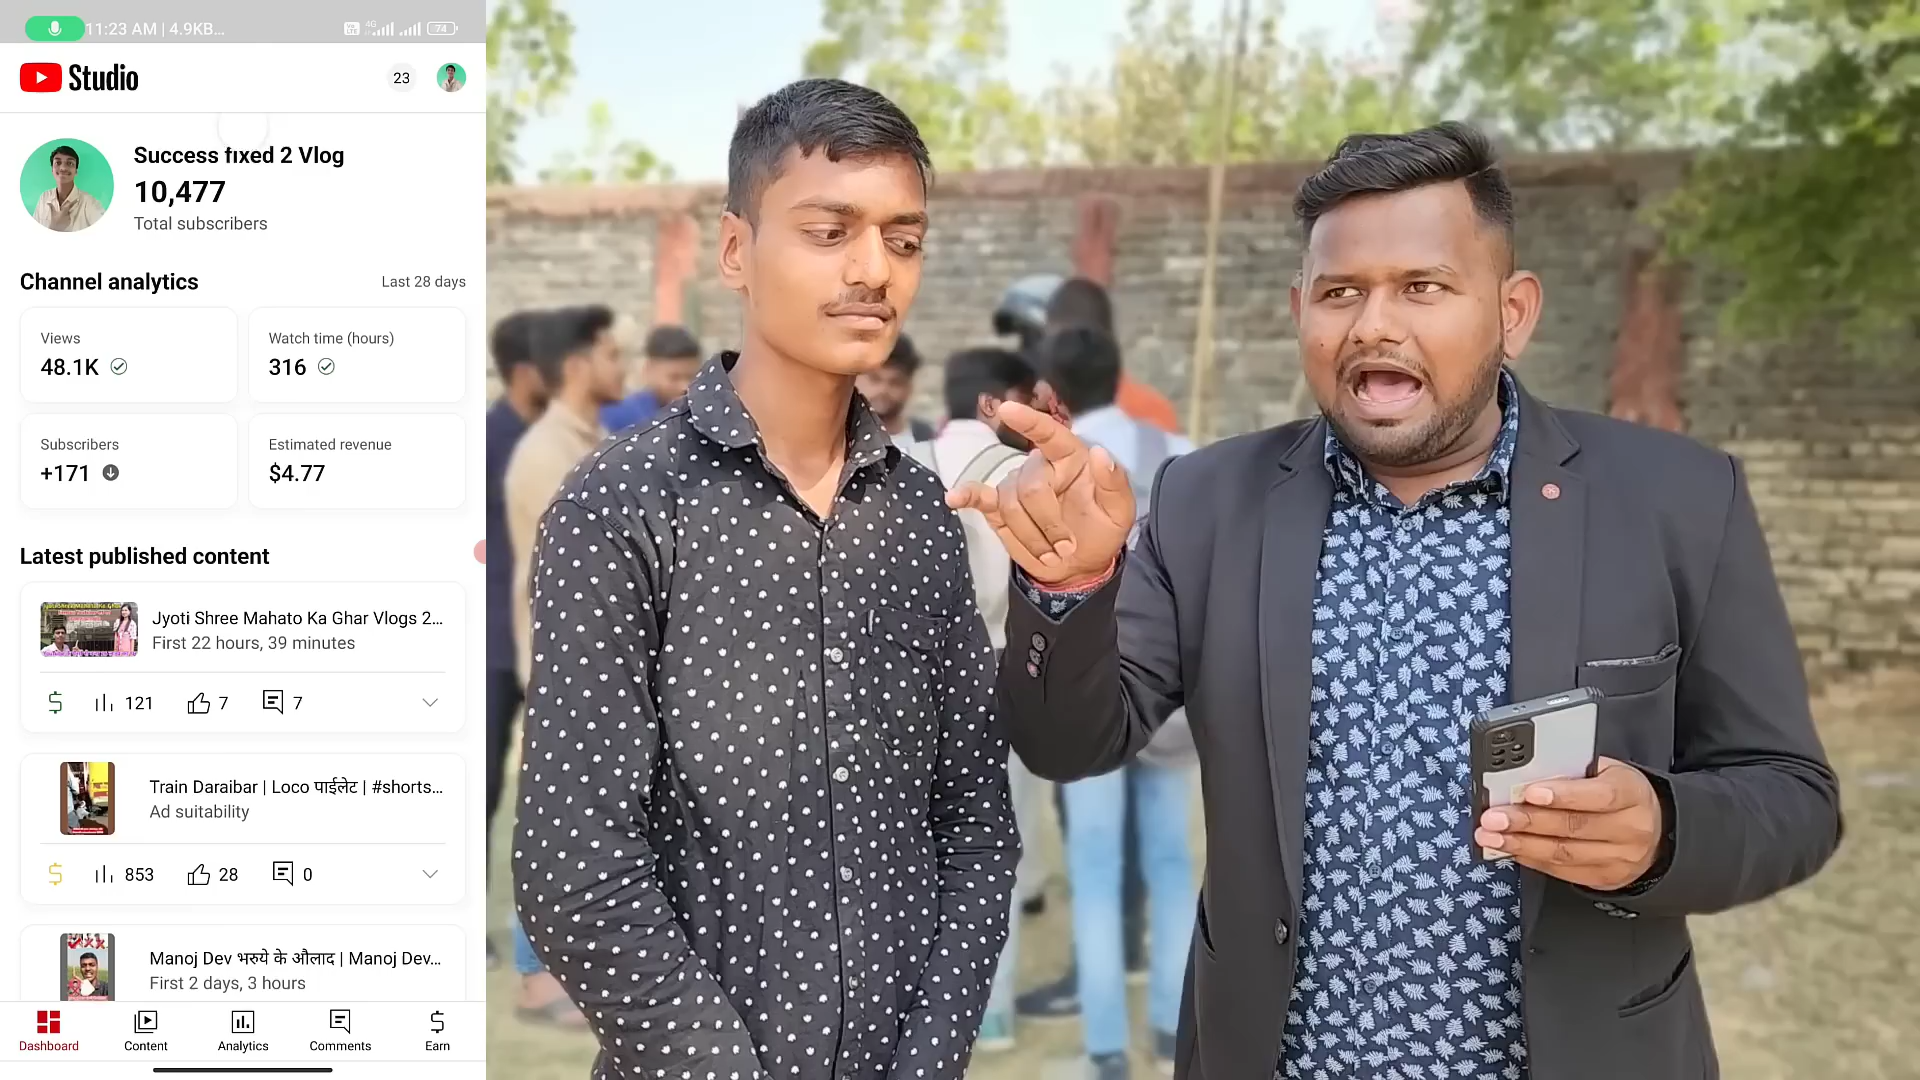 11:23 AM | 4.9KB...
4G
74
Studio
23
Success fixed 2 Vlog
10,477
Total subscribers
Channel analytics
Last 28 days
Views
48.1K
Watch time (hours)
316
Subscribers
+171
Estimated revenue
$4.77
Latest published content
Jyoti Shree Mahato Ka Ghar Vlogs 2...
First 22 hours, 39 minutes
121
7
7
Train Daraibar | Loco पाईलेट | #shorts...
Ad suitability
853
28
0
Manoj Dev भरुये के औलाद | Manoj Dev...
First 2 days, 3 hours
Dashboard
Content
Analytics
Comments
Earn